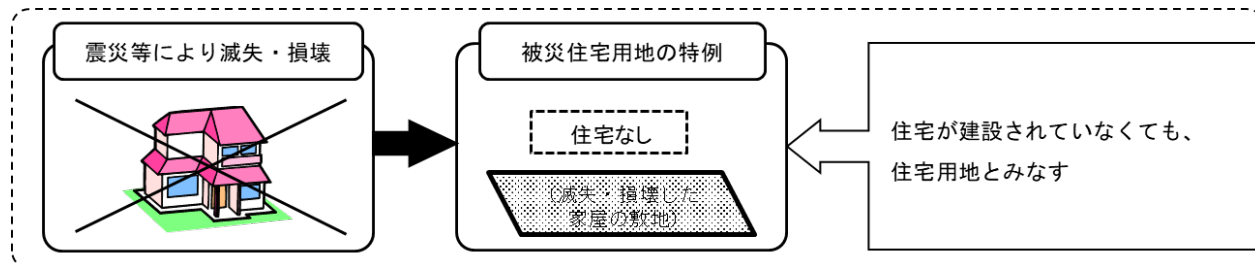 震災等により滅失・損壊
被災住宅用地の特例
住宅なし
(滅失・損壊した
家屋の敷地)
住宅が建設されていなくても、
住宅用地とみなす